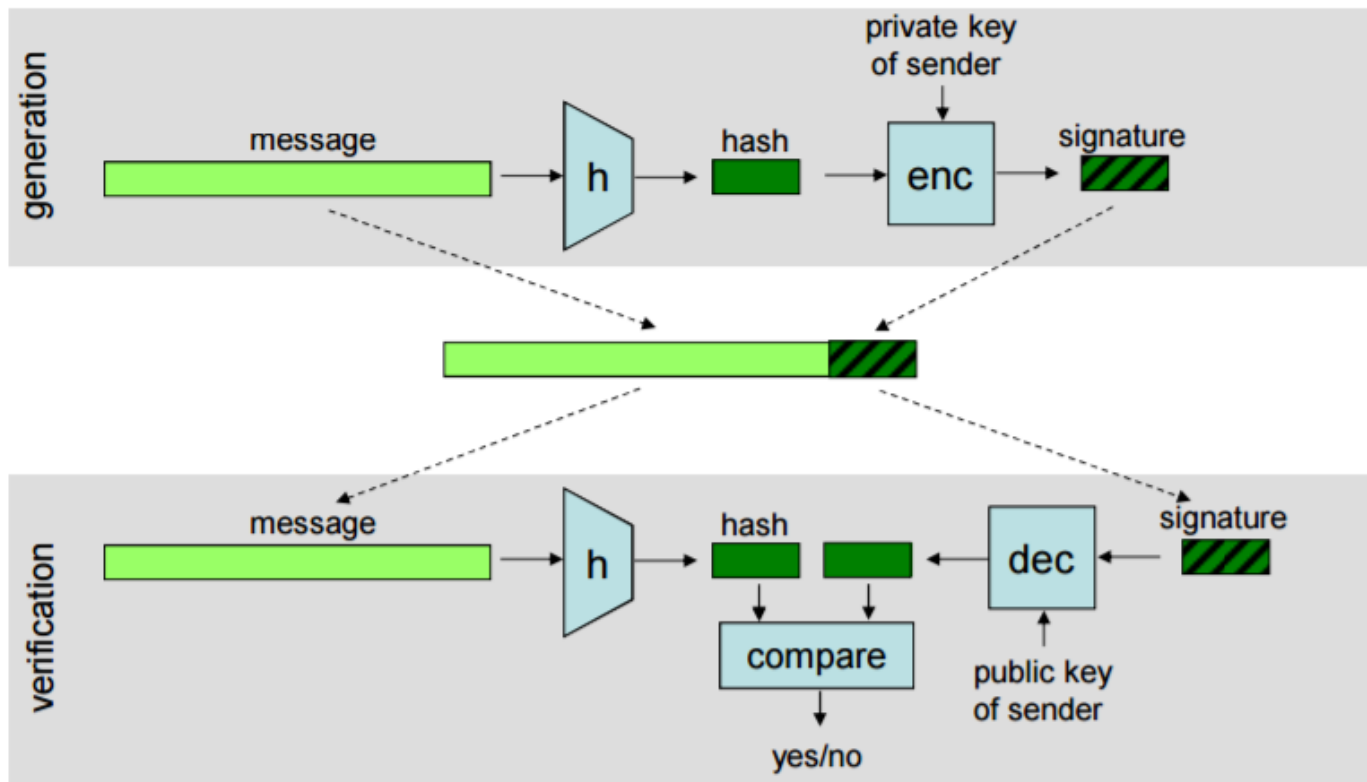 generation
private key
of sender
message
hash
signature
h
enc
verification
message
hash
signature
h
dec
compare
public key
of sender
yes/no